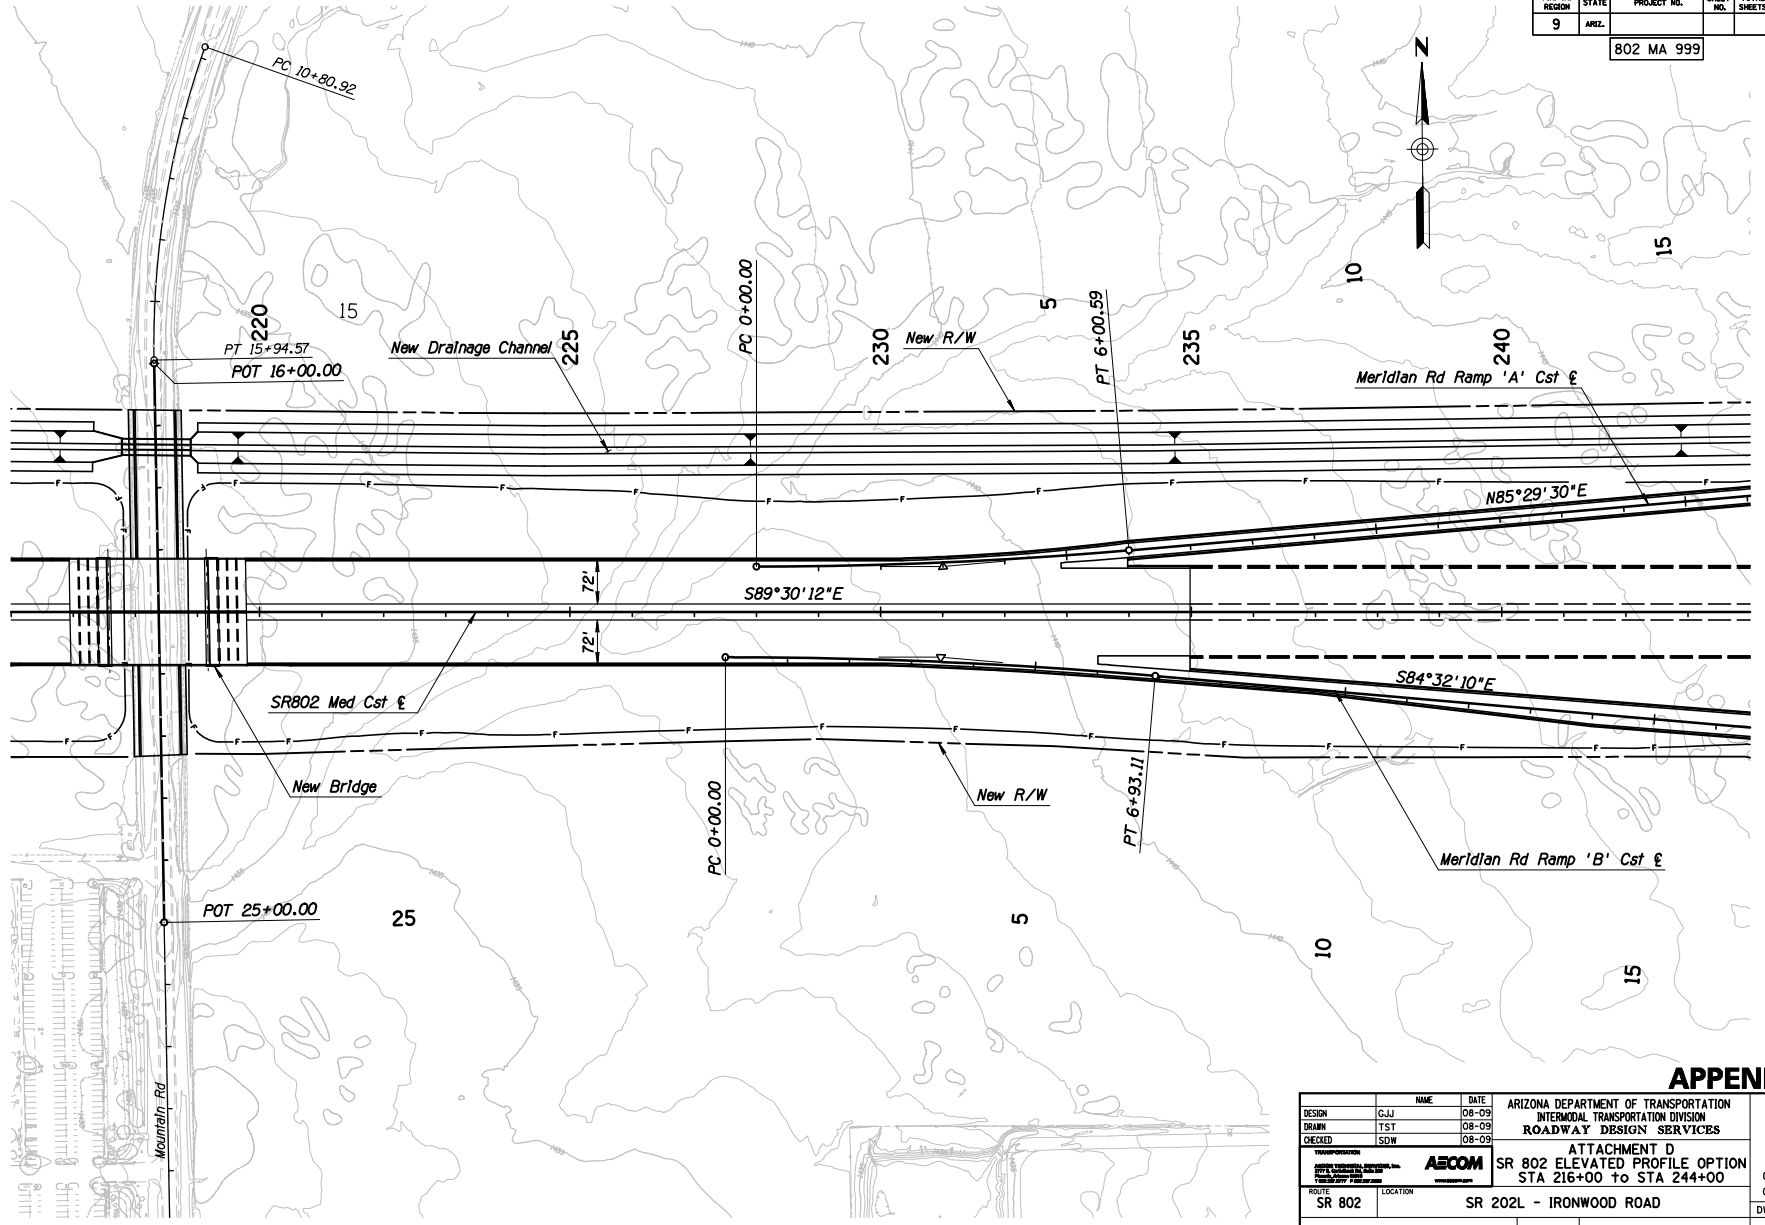 REGION STATE PROJECT NO. NO. SHEETS
9 ARIZ.
802 MA 999
N
PC 10+80.92
15
10
PC 0+00.00
5
PT 6+00.59
220
15
PT 15+94.57
POT 16+00.00
New Drainage Channel
225
230
New R/W
235
240
Meridian Rd Ramp 'A' Cst ℄
F F F F F F F F F F F F
N85°29'30"E
72'
S89°30'12"E
72'
S84°32'10"E
SR802 Med Cst ℄
F F F F F F F F F F F F
New Bridge
PC 0+00.00
New R/W
PT 6+93.11
Meridian Rd Ramp 'B' Cst ℄
POT 25+00.00
25
5
10
15
Mountain Rd
APPEN
NAME DATE
DESIGN GJJ 08-09
DRAWN TST 08-09
CHECKED SDW 08-09
ARIZONA DEPARTMENT OF TRANSPORTATION
INTERMODAL TRANSPORTATION DIVISION
ROADWAY DESIGN SERVICES
TRANSPORTATION
AECOM
ATTACHMENT D
SR 802 ELEVATED PROFILE OPTION
STA 216+00 to STA 244+00
ROUTE
SR 802
LOCATION
SR 202L - IRONWOOD ROAD